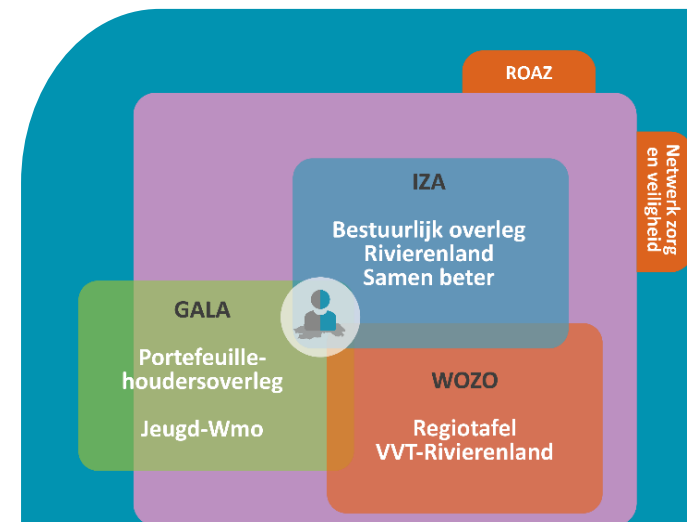 ROAZ
Netwerk zorg
en veiligheid
IZA
Bestuurlijk overleg
Rivierenland
Samen beter
GALA
Portefeuille-
houdersoverleg
Jeugd-Wmo
WOZO
Regiotafel
VVT-Rivierenland